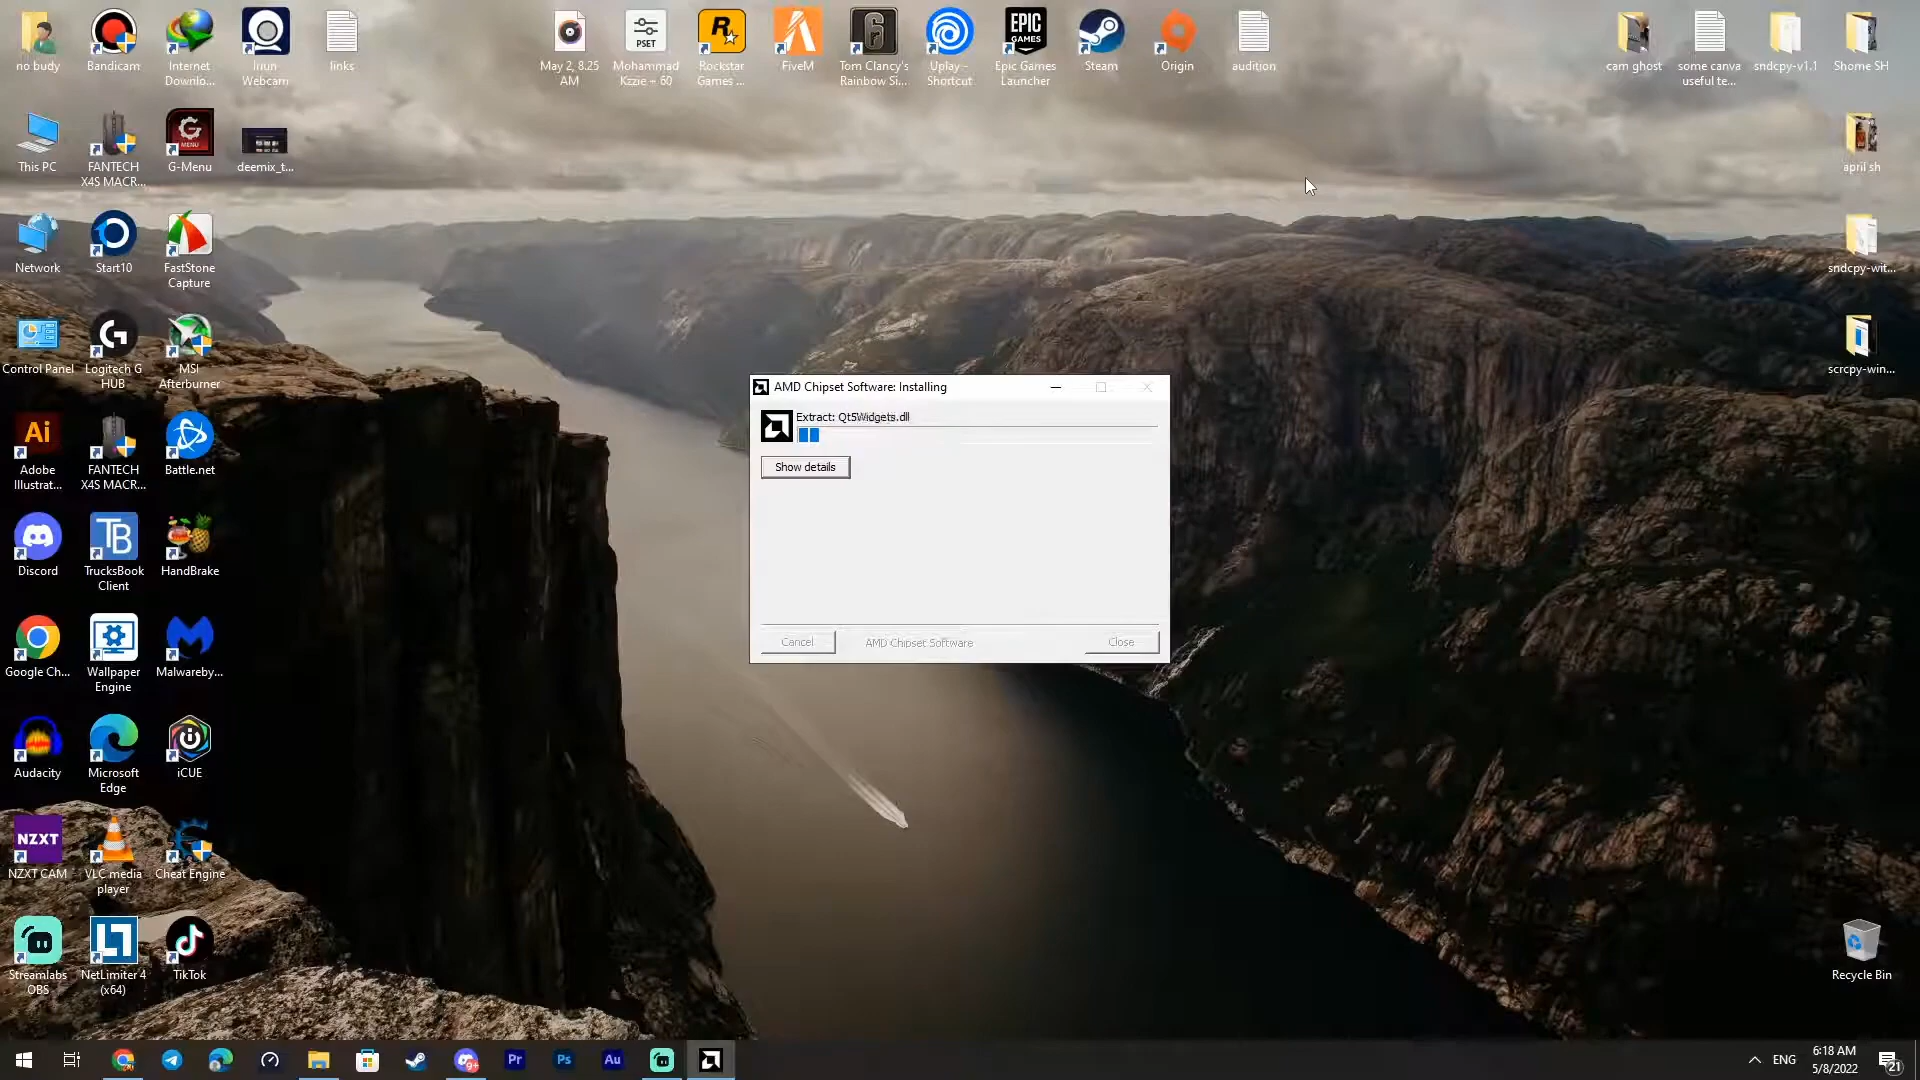 no budy
Bandicam
Internet
Downlo...
Iriun
Webcam
links
May 2, 8.25
AM
PSET
Mohammad
Kzzie – 60
Rockstar
Games ...
FiveM
Tom Clancy's
Rainbow Si...
Uplay -
Shortcut
EPIC
GAMES
Epic Games
Launcher
Steam
Origin
audition
cam ghost
some canva
useful te...
sndcpy-v1.1
Shome SH
This PC
FANTECH
X4S MACR...
MENU
G-Menu
deemix_t...
april sh
Network
Start10
FastStone
Capture
sndcpy-wit...
Control Panel
Logitech G
HUB
MSI
Afterburner
scrcpy-win...
AMD Chipset Software: Installing
Extract: Qt5Widgets.dll
Show details
Cancel
AMD Chipset Software
Close
Ai
Adobe
Illustrat...
FANTECH
X4S MACR...
Battle.net
Discord
TB
TrucksBook
Client
HandBrake
Google Ch...
Wallpaper
Engine
Malwareby...
Audacity
Microsoft
Edge
iCUE
NZXT
NZXT CAM
VLC media
player
Cheat Engine
Streamlabs
OBS
NetLimiter 4
(x64)
TikTok
Recycle Bin
9+
Pr
Ps
Au
ENG
6:18 AM
5/8/2022
21